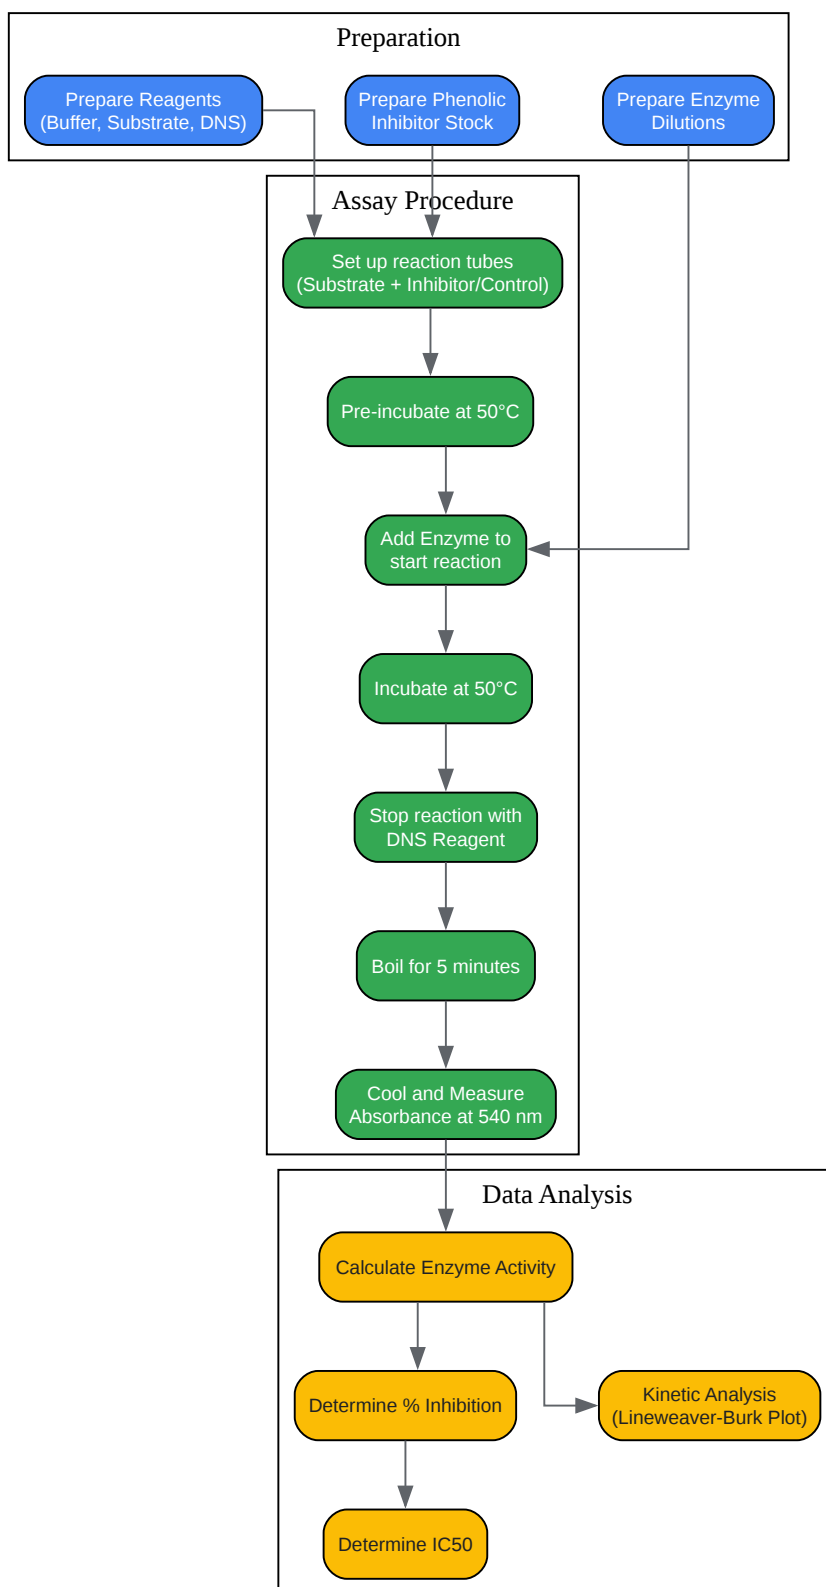 Preparation
Prepare Reagents
(Buffer, Substrate, DNS)
Prepare Phenolic
Inhibitor Stock
Prepare Enzyme
Dilutions
Assay Procedure
Set up reaction tubes
(Substrate + Inhibitor/Control)
Pre-incubate at 50°C
Add Enzyme to
start reaction
Incubate at 50°C
Stop reaction with
DNS Reagent
Boil for 5 minutes
Cool and Measure
Absorbance at 540 nm
Data Analysis
Calculate Enzyme Activity
Determine % Inhibition
Kinetic Analysis
(Lineweaver-Burk Plot)
Determine IC50